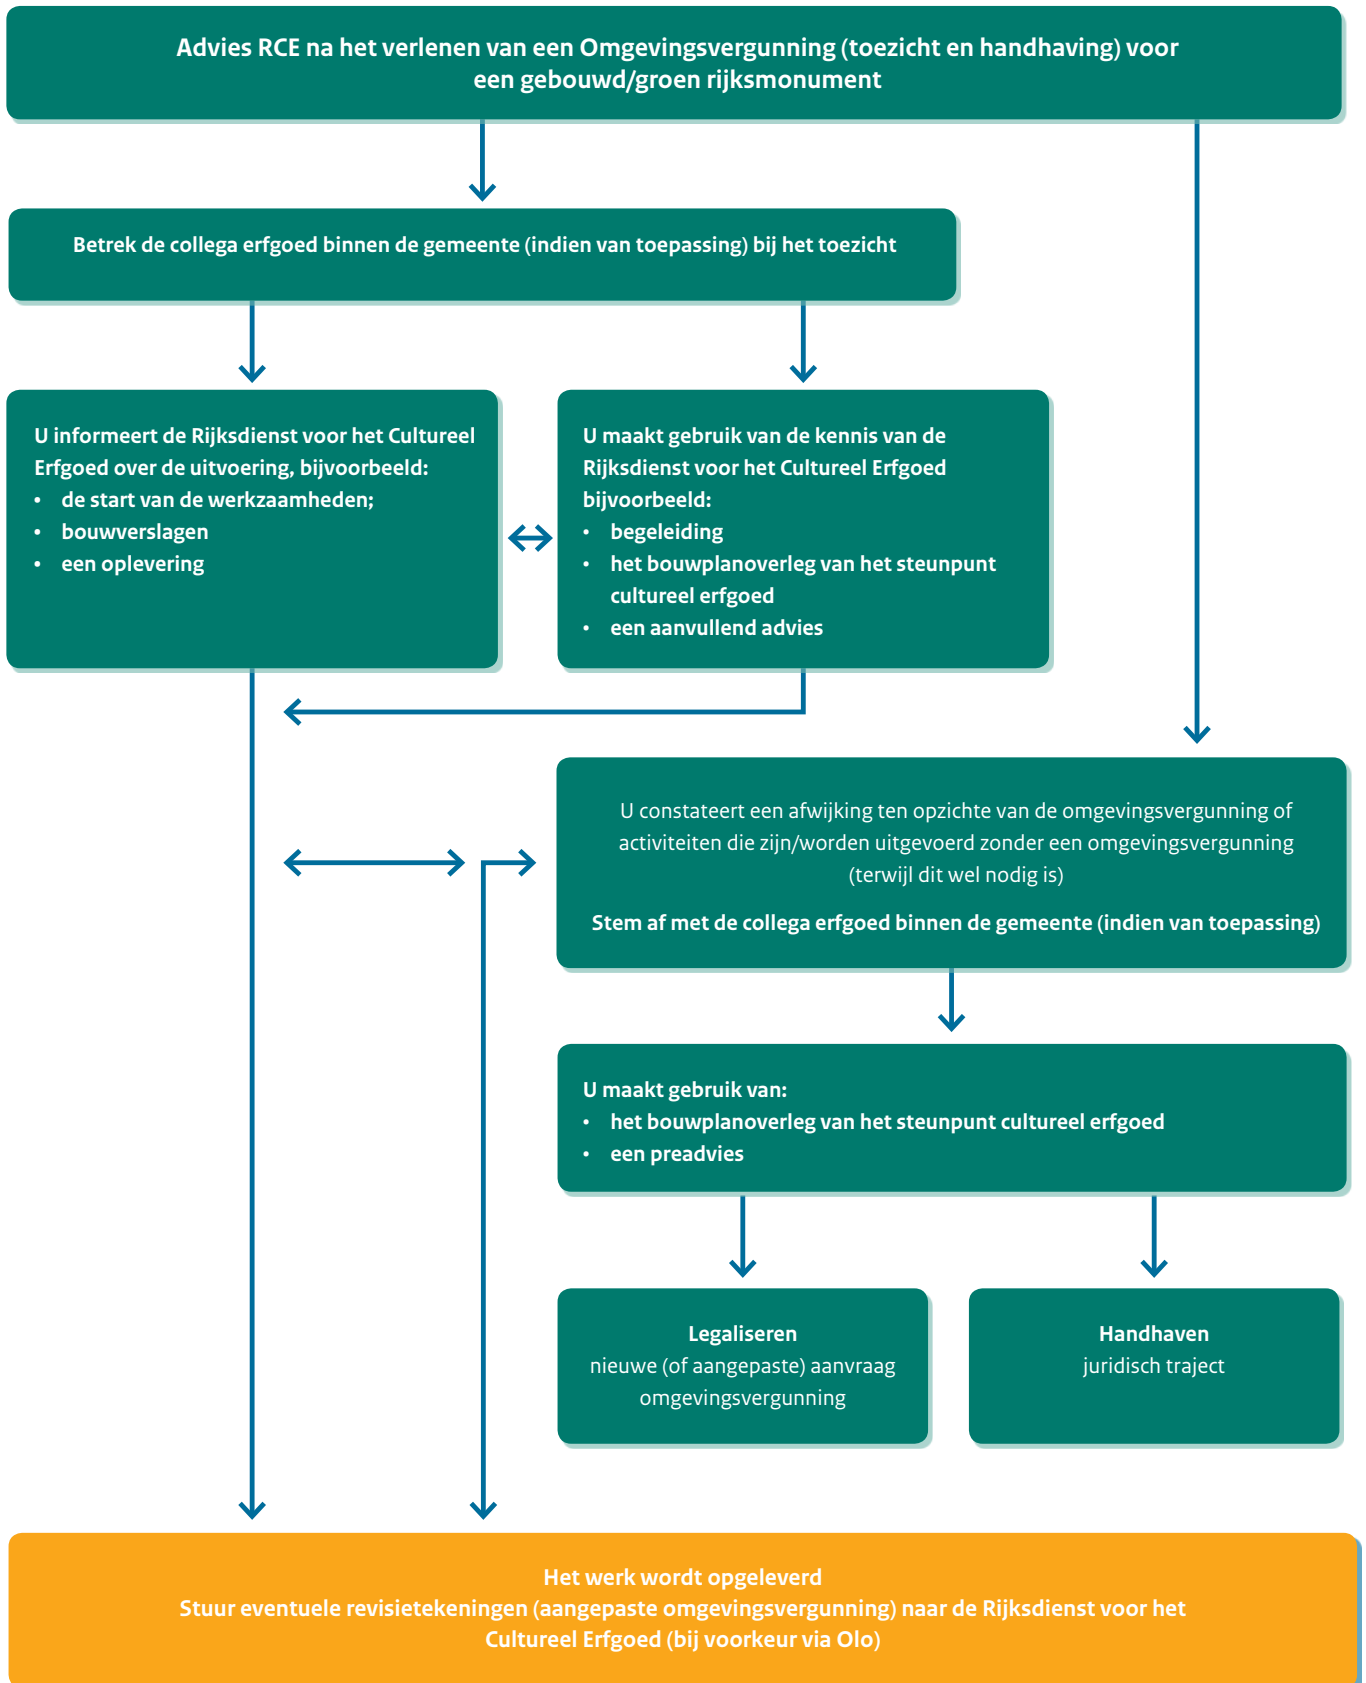 Advies RCE na het verlenen van een Omgevingsvergunning (toezicht en handhaving) voor
een gebouwd/groen rijksmonument
Betrek de collega erfgoed binnen de gemeente (indien van toepassing) bij het toezicht
U informeert de Rijksdienst voor het Cultureel
Erfgoed over de uitvoering, bijvoorbeeld:
• de start van de werkzaamheden;
• bouwverslagen
• een oplevering
U maakt gebruik van de kennis van de
Rijksdienst voor het Cultureel Erfgoed
bijvoorbeeld:
• begeleiding
• het bouwplanoverleg van het steunpunt
cultureel erfgoed
• een aanvullend advies
U constateert een afwijking ten opzichte van de omgevingsvergunning of
activiteiten die zijn/worden uitgevoerd zonder een omgevingsvergunning
(terwijl dit wel nodig is)
Stem af met de collega erfgoed binnen de gemeente (indien van toepassing)
U maakt gebruik van:
• het bouwplanoverleg van het steunpunt cultureel erfgoed
• een preadvies
Legaliseren
nieuwe (of aangepaste) aanvraag
omgevingsvergunning
Handhaven
juridisch traject
Het werk wordt opgeleverd
Stuur eventuele revisietekeningen (aangepaste omgevingsvergunning) naar de Rijksdienst voor het
Cultureel Erfgoed (bij voorkeur via Olo)